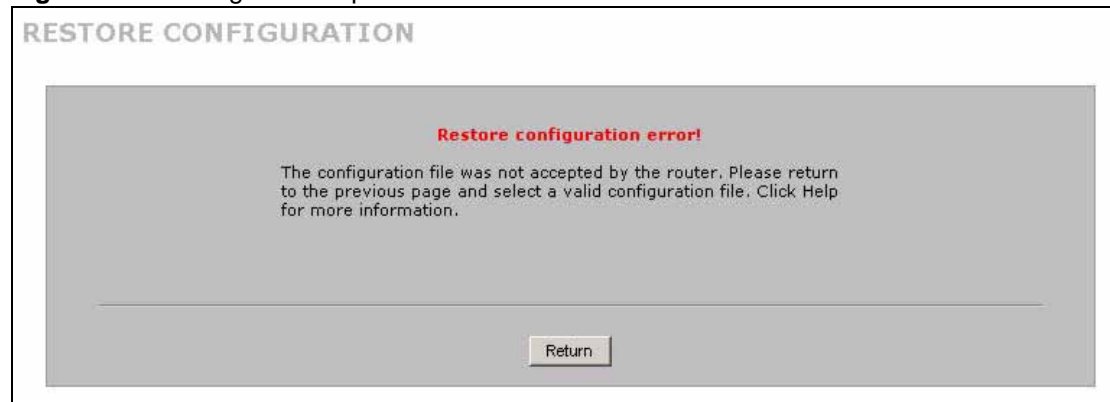 RESTORE CONFIGURATION
Restore configuration error!
The configuration file was not accepted by the router. Please return
to the previous page and select a valid configuration file. Click Help
for more information.
Return